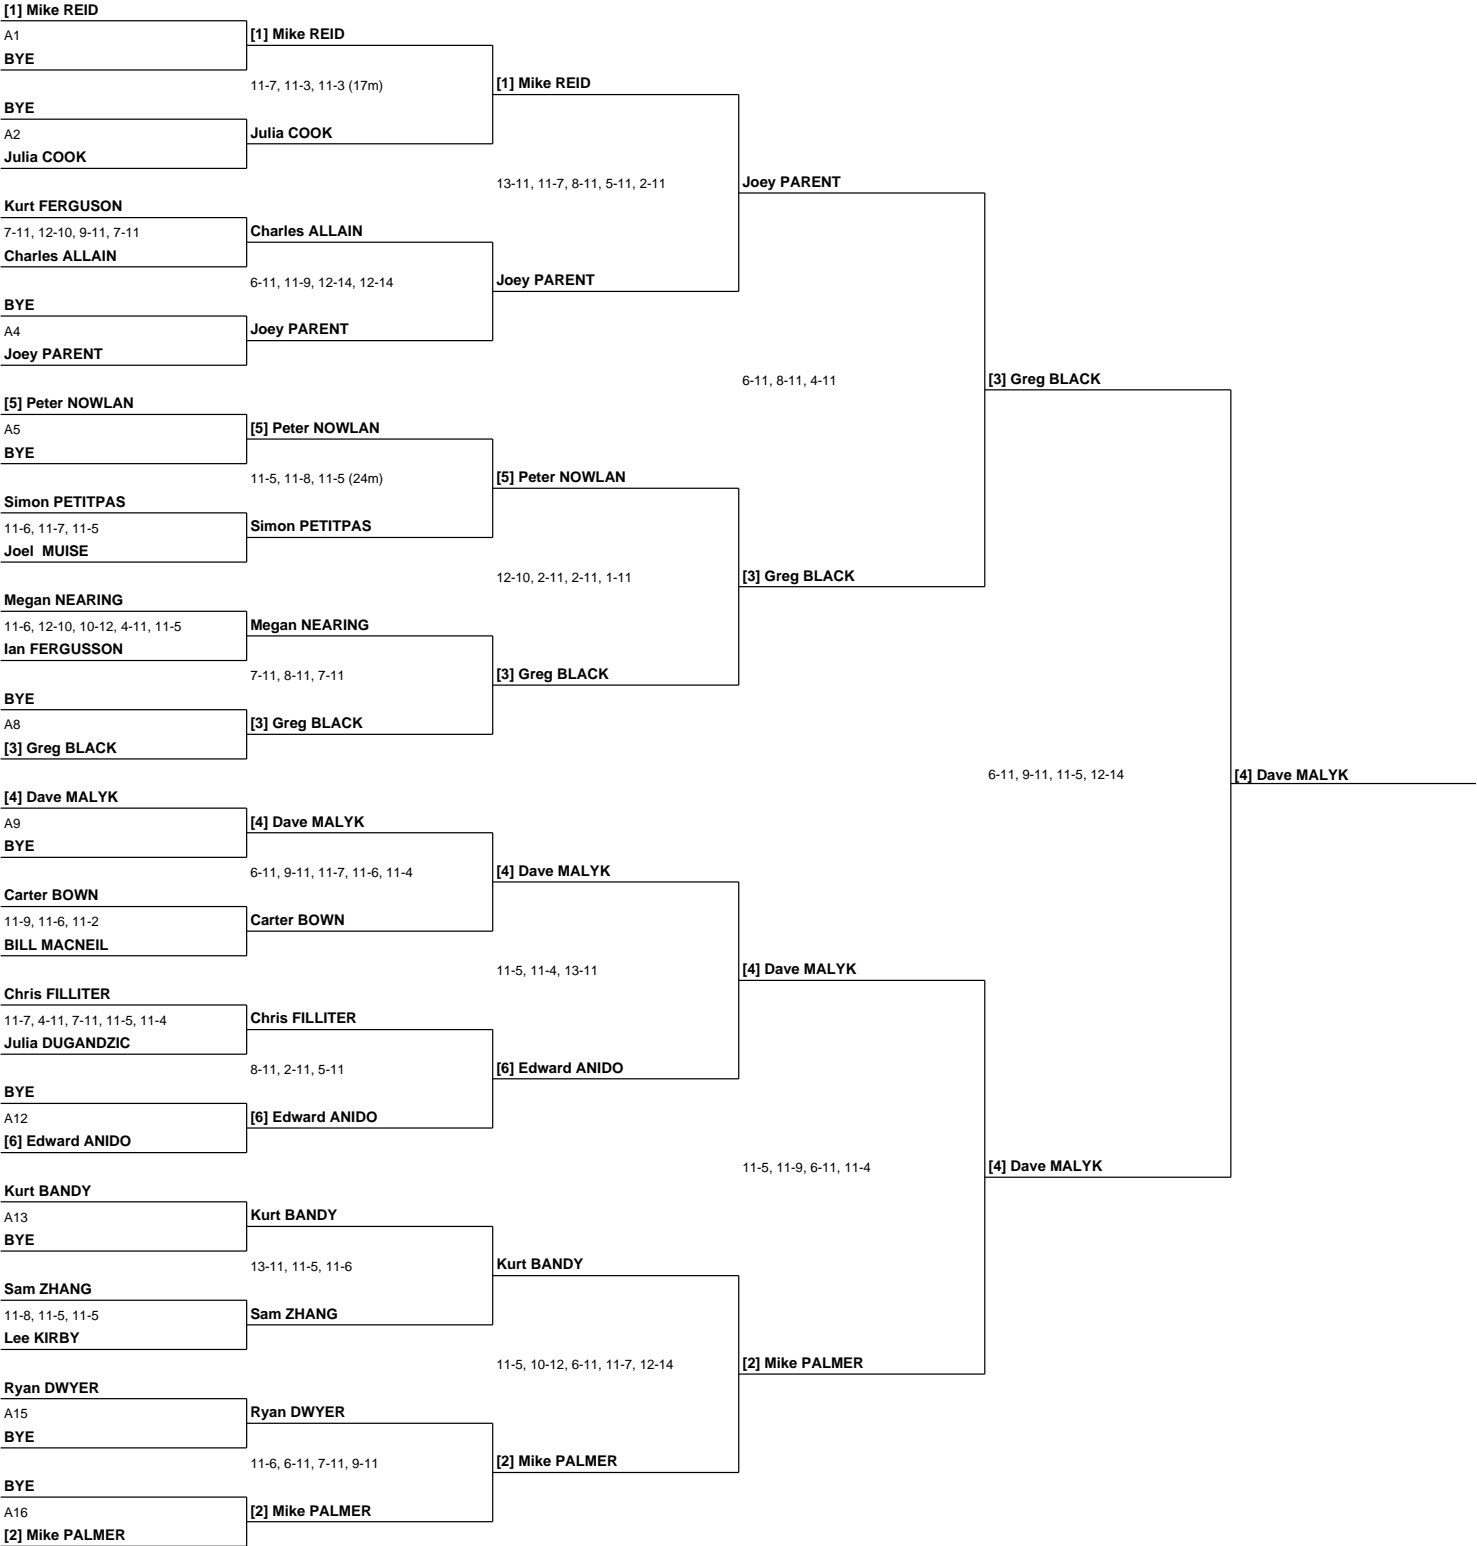 [1] Mike REID
A1
BYE
[1] Mike REID
11-7, 11-3, 11-3 (17m)
[1] Mike REID
BYE
A2
Julia COOK
Julia COOK
13-11, 11-7, 8-11, 5-11, 2-11
Joey PARENT
Kurt FERGUSON
7-11, 12-10, 9-11, 7-11
Charles ALLAIN
Charles ALLAIN
6-11, 11-9, 12-14, 12-14
Joey PARENT
BYE
A4
Joey PARENT
Joey PARENT
6-11, 8-11, 4-11
[3] Greg BLACK
[5] Peter NOWLAN
A5
BYE
[5] Peter NOWLAN
11-5, 11-8, 11-5 (24m)
[5] Peter NOWLAN
Simon PETITPAS
11-6, 11-7, 11-5
Joel  MUISE
Simon PETITPAS
12-10, 2-11, 2-11, 1-11
[3] Greg BLACK
Megan NEARING
11-6, 12-10, 10-12, 4-11, 11-5
Ian FERGUSSON
Megan NEARING
7-11, 8-11, 7-11
[3] Greg BLACK
BYE
A8
[3] Greg BLACK
[3] Greg BLACK
6-11, 9-11, 11-5, 12-14
[4] Dave MALYK
[4] Dave MALYK
A9
BYE
[4] Dave MALYK
6-11, 9-11, 11-7, 11-6, 11-4
[4] Dave MALYK
Carter BOWN
11-9, 11-6, 11-2
BILL MACNEIL
Carter BOWN
11-5, 11-4, 13-11
[4] Dave MALYK
Chris FILLITER
11-7, 4-11, 7-11, 11-5, 11-4
Julia DUGANDZIC
Chris FILLITER
8-11, 2-11, 5-11
[6] Edward ANIDO
BYE
A12
[6] Edward ANIDO
[6] Edward ANIDO
11-5, 11-9, 6-11, 11-4
[4] Dave MALYK
Kurt BANDY
A13
BYE
Kurt BANDY
13-11, 11-5, 11-6
Kurt BANDY
Sam ZHANG
11-8, 11-5, 11-5
Lee KIRBY
Sam ZHANG
11-5, 10-12, 6-11, 11-7, 12-14
[2] Mike PALMER
Ryan DWYER
A15
BYE
Ryan DWYER
11-6, 6-11, 7-11, 9-11
[2] Mike PALMER
BYE
A16
[2] Mike PALMER
[2] Mike PALMER